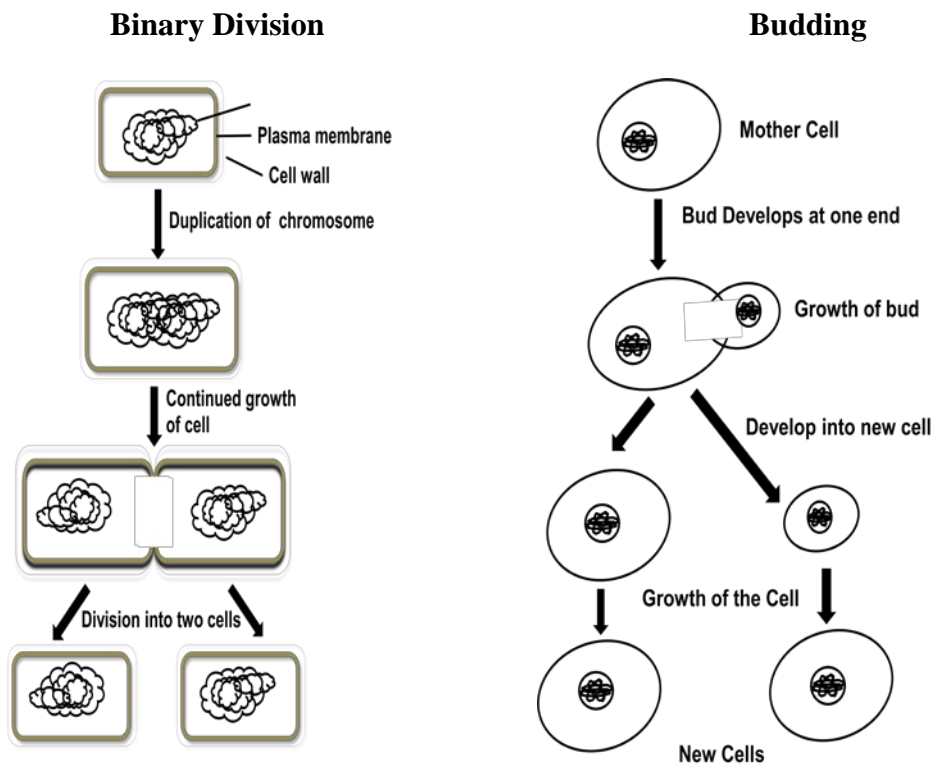 Binary Division
Plasma membrane
Cell wall
Duplication of chromosome
Continued growth
of cell
Division into two cells
Budding
Mother Cell
Bud Develops at one end
Growth of bud
Develop into new cell
Growth of the Cell
New Cells